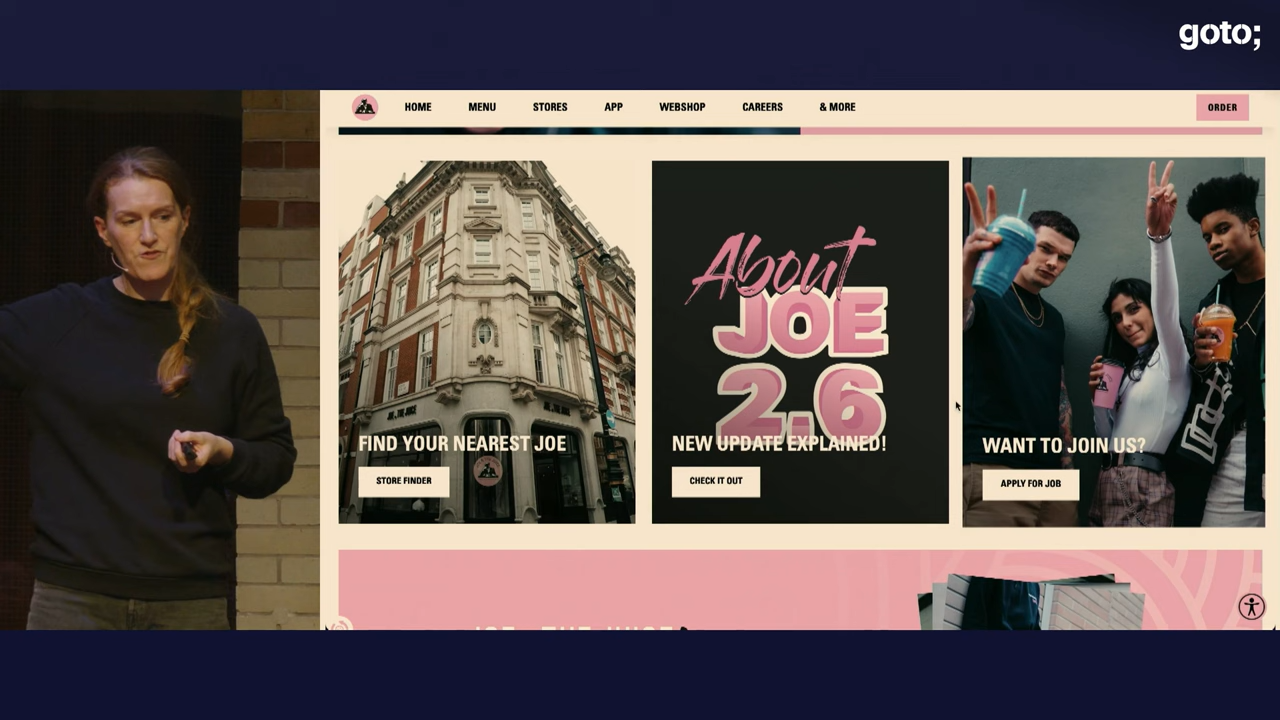 goto;
HOME MENU STORES APP WEBSHOP CAREERS & MORE ORDER
About
JOE
2.6
FIND YOUR NEAREST JOE
NEW UPDATE EXPLAINED!
WANT TO JOIN US?
STORE FINDER
CHECK IT OUT
APPLY FOR JOB